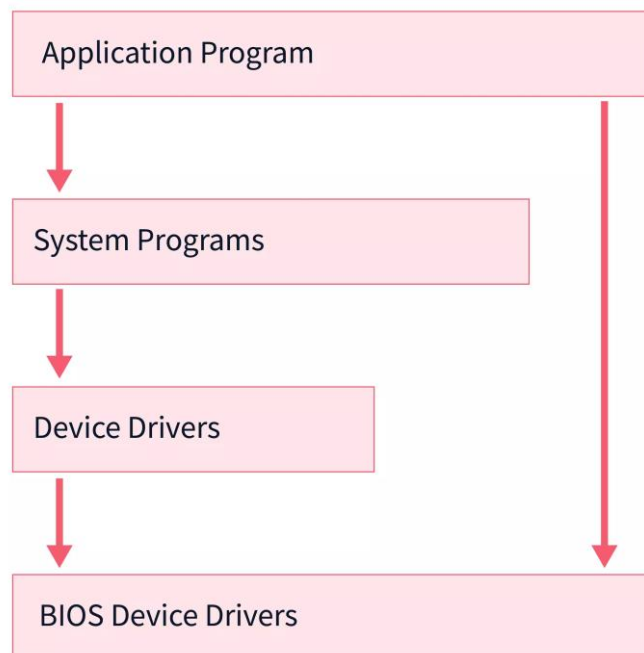 Application Program
System Programs
Device Drivers
BIOS Device Drivers